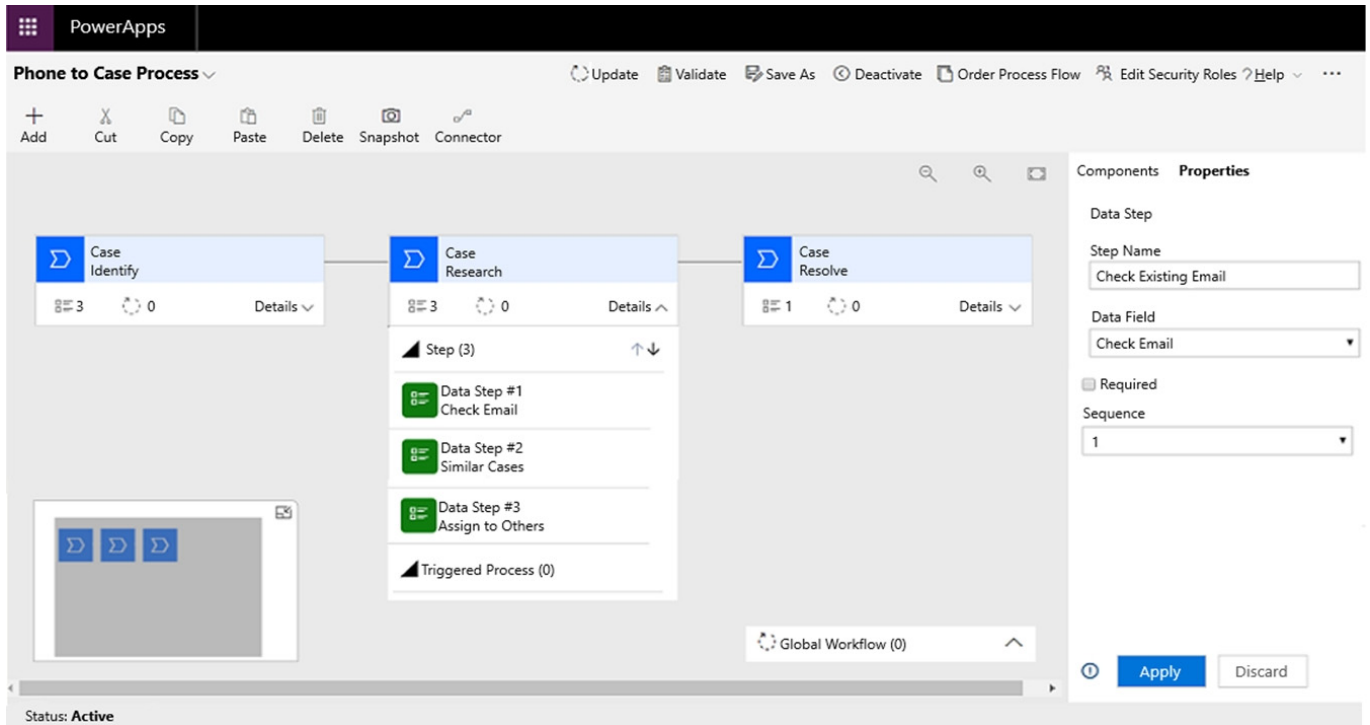 PowerApps
Phone to Case Process
Update Validate Save As Deactivate Order Process Flow Edit Security Roles ? Help ...
Add Cut Copy Paste Delete Snapshot Connector
Components Properties
Data Step
Step Name
Check Existing Email
Data Field
Check Email
Required
Sequence
1
Case
Identify
3 0 Details
Case
Research
3 0 Details
Step (3)
Data Step #1
Check Email
Data Step #2
Similar Cases
Data Step #3
Assign to Others
Triggered Process (0)
Case
Resolve
1 0 Details
Global Workflow (0)
Apply Discard
Status: Active